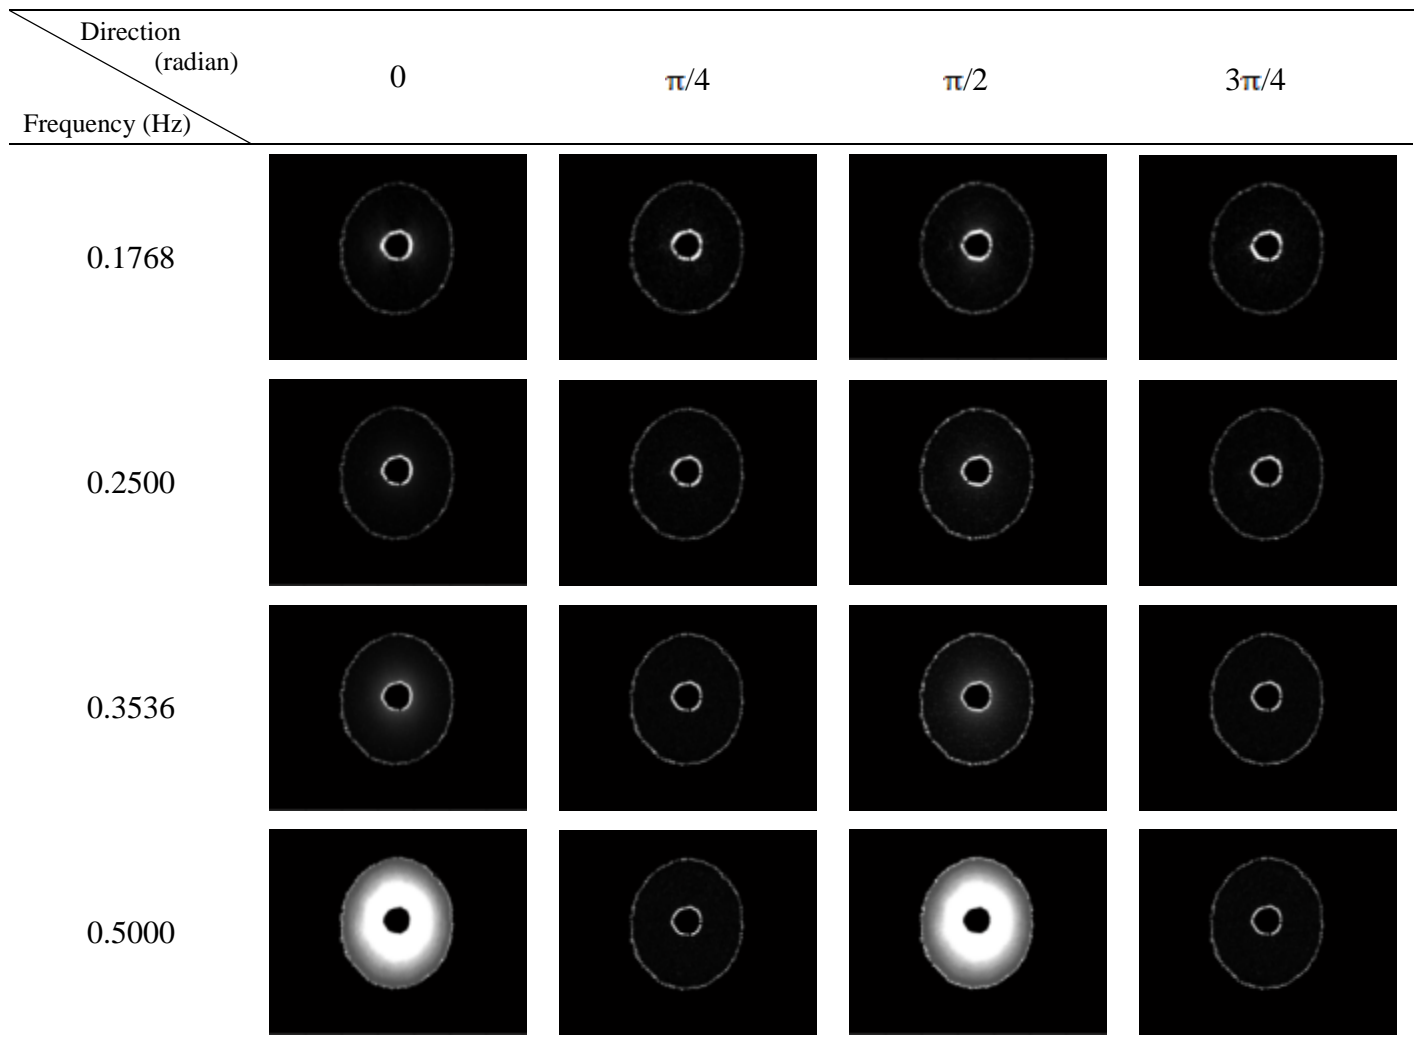 Direction
(radian)
Frequency (Hz)
0 π/4 π/2 3π/4
0.1768
0.2500
0.3536
0.5000